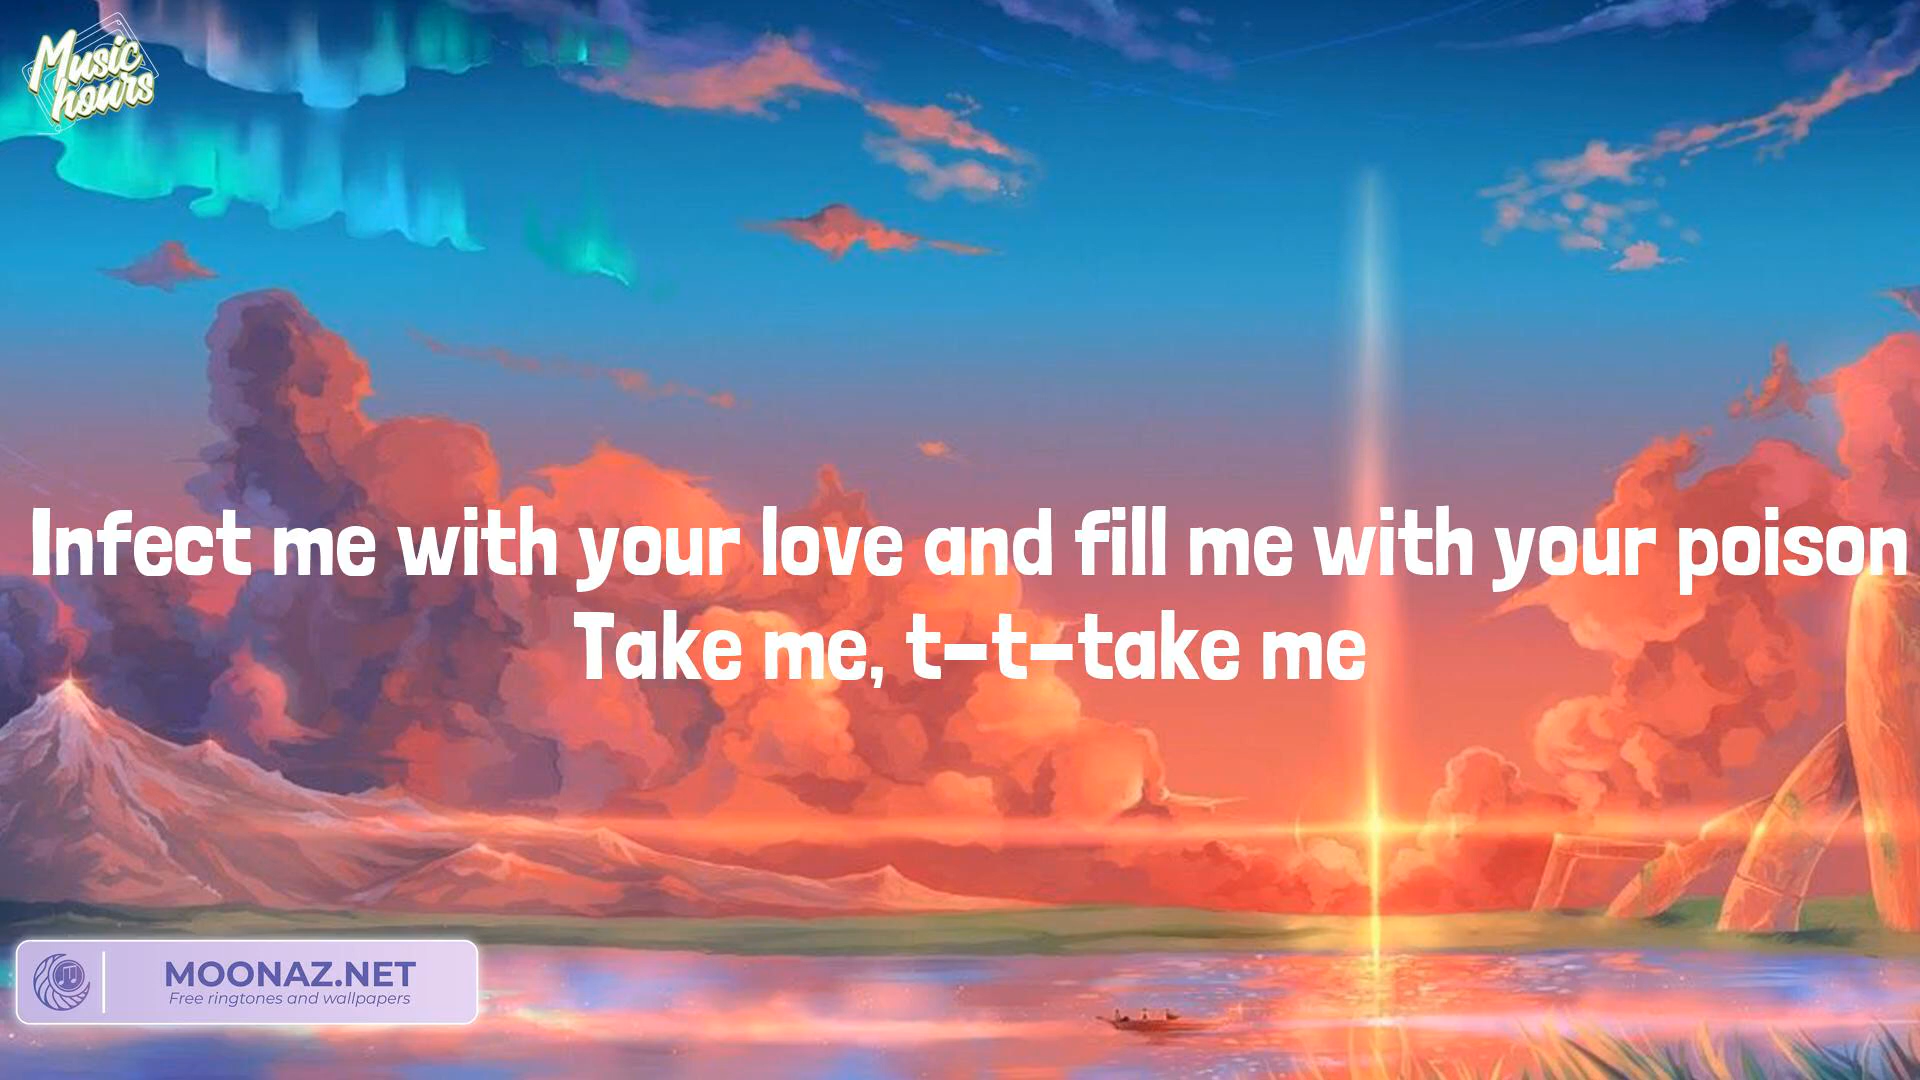 Music
hours
Infect me with your love and fill me with your poison
Take me, t-t-take me
MOONAZ.NET
Free ringtones and wallpapers